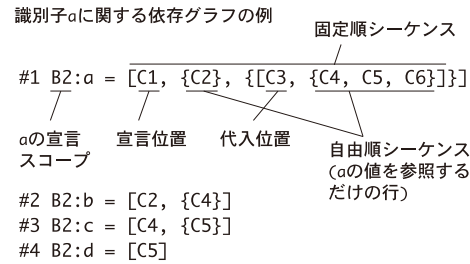 識別子aに関する依存グラフの例
固定順シーケンス
#1 B2:a = [C1, {C2}, {[C3, {C4, C5, C6}]}]
aの宣言
スコープ
宣言位置
代入位置
自由順シーケンス
(aの値を参照する
だけの行)
#2 B2:b = [C2, {C4}]
#3 B2:c = [C4, {C5}]
#4 B2:d = [C5]